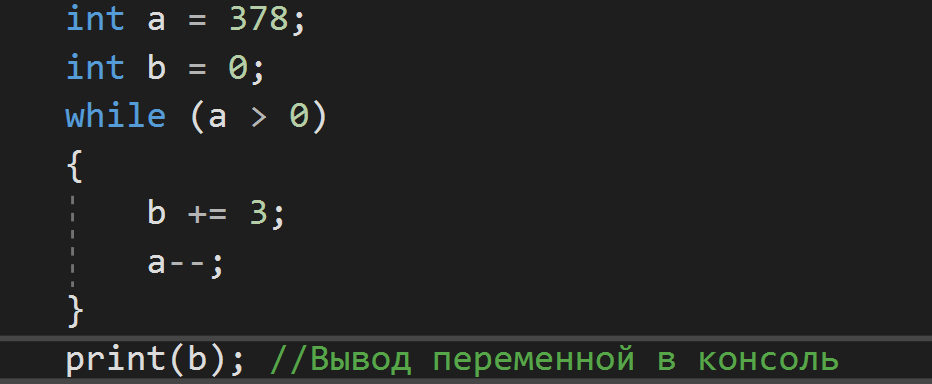 int a = 378;
int b = 0;
while (a > 0)
{
b += 3;
a--;
}
print(b); //Вывод переменной в консоль